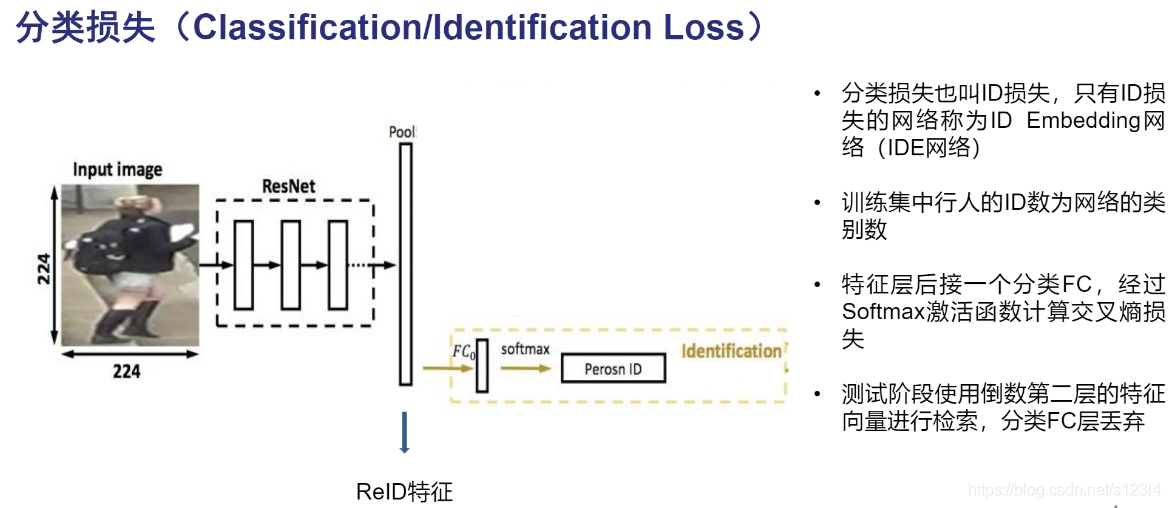 分类损失（Classification/Identification Loss）
Pool
Input image
ResNet
224
224
FC0
softmax
Perosn ID
Identification
ReID特征
• 分类损失也叫ID损失，只有ID损
失的网络称为ID Embedding网
络（IDE网络）
• 训练集中行人的ID数为网络的类
别数
• 特征层后接一个分类FC，经过
Softmax激活函数计算交叉熵损
失
• 测试阶段使用倒数第二层的特征
向量进行检索，分类FC层丢弃
https://blog.csdn.net/s12314